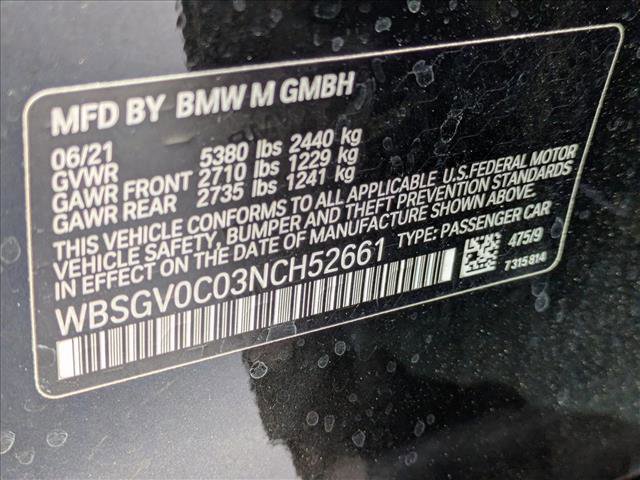 MFD BY BMW M GMBH
06/21
GVWR 5380 lbs 2440 kg
GAWR FRONT 2710 lbs 1229 kg
GAWR REAR 2735 lbs 1241 kg
THIS VEHICLE CONFORMS TO ALL APPLICABLE U.S.FEDERAL MOTOR
VEHICLE SAFETY, BUMPER AND THEFT PREVENTION STANDARDS
IN EFFECT ON THE DATE OF MANUFACTURE SHOWN ABOVE.
WBSGV0C03NCH52661 TYPE: PASSENGER CAR
475/9
7315814